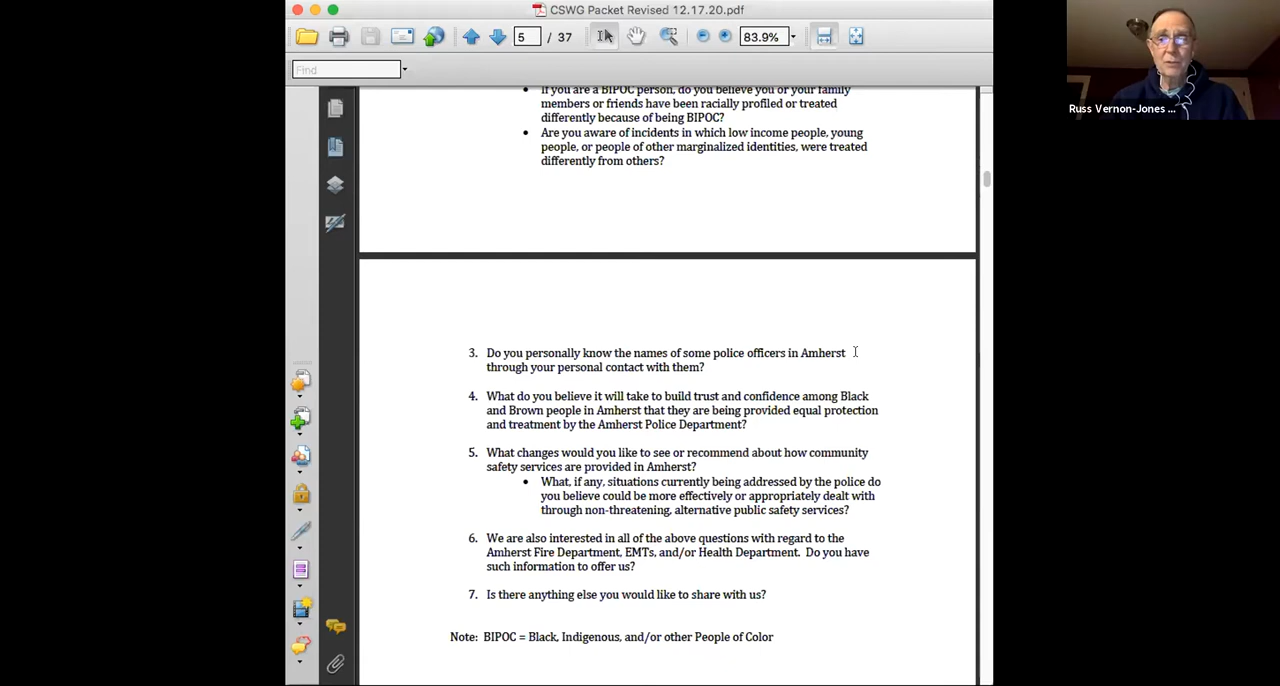 CSWG Packet Revised 12.17.20.pdf
5 / 37
83.9%
Find
Russ Vernon-Jones ...
• If you are a BIPOC person, do you believe you or your family
members or friends have been racially profiled or treated
differently because of being BIPOC?
• Are you aware of incidents in which low income people, young
people, or people of other marginalized identities, were treated
differently from others?
3. Do you personally know the names of some police officers in Amherst
through your personal contact with them?
4. What do you believe it will take to build trust and confidence among Black
and Brown people in Amherst that they are being provided equal protection
and treatment by the Amherst Police Department?
5. What changes would you like to see or recommend about how community
safety services are provided in Amherst?
• What, if any, situations currently being addressed by the police do
you believe could be more effectively or appropriately dealt with
through non-threatening, alternative public safety services?
6. We are also interested in all of the above questions with regard to the
Amherst Fire Department, EMTs, and/or Health Department. Do you have
such information to offer us?
7. Is there anything else you would like to share with us?
Note: BIPOC = Black, Indigenous, and/or other People of Color